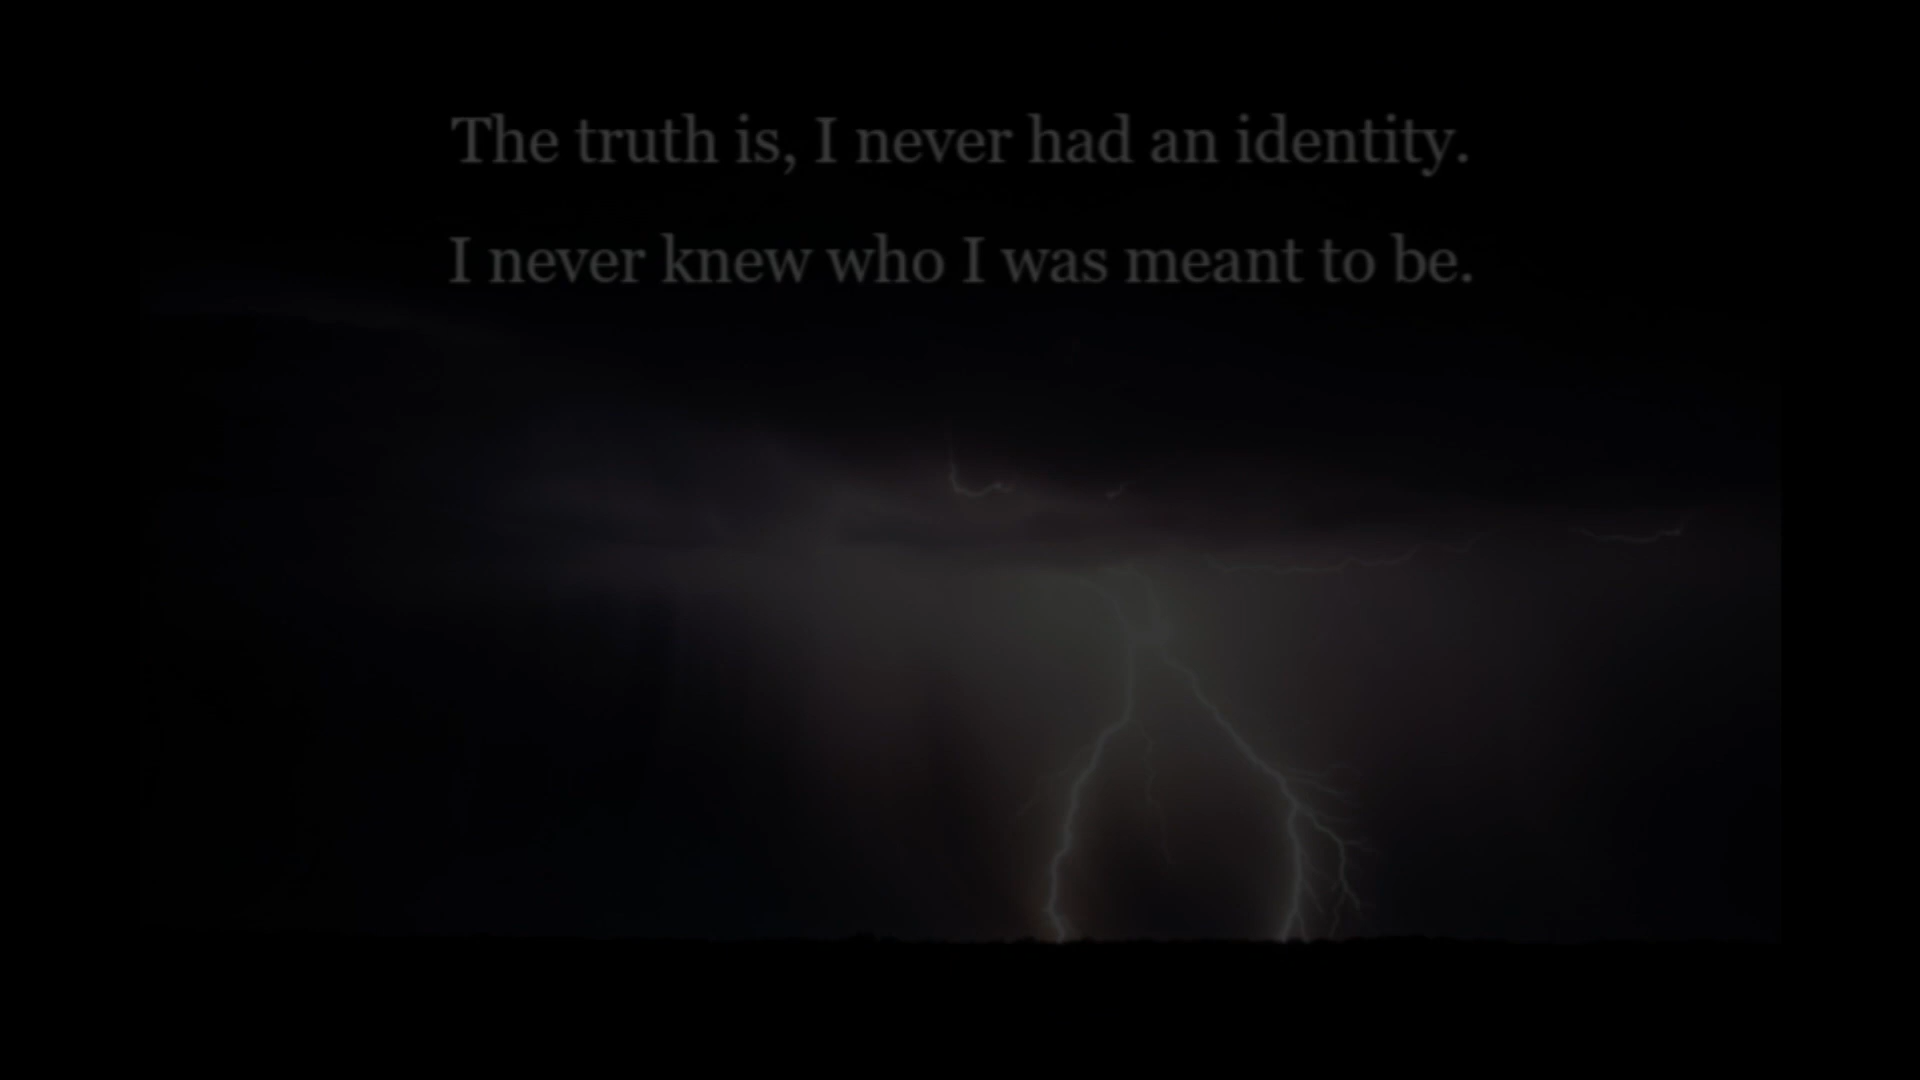 The truth is, I never had an identity.
I never knew who I was meant to be.